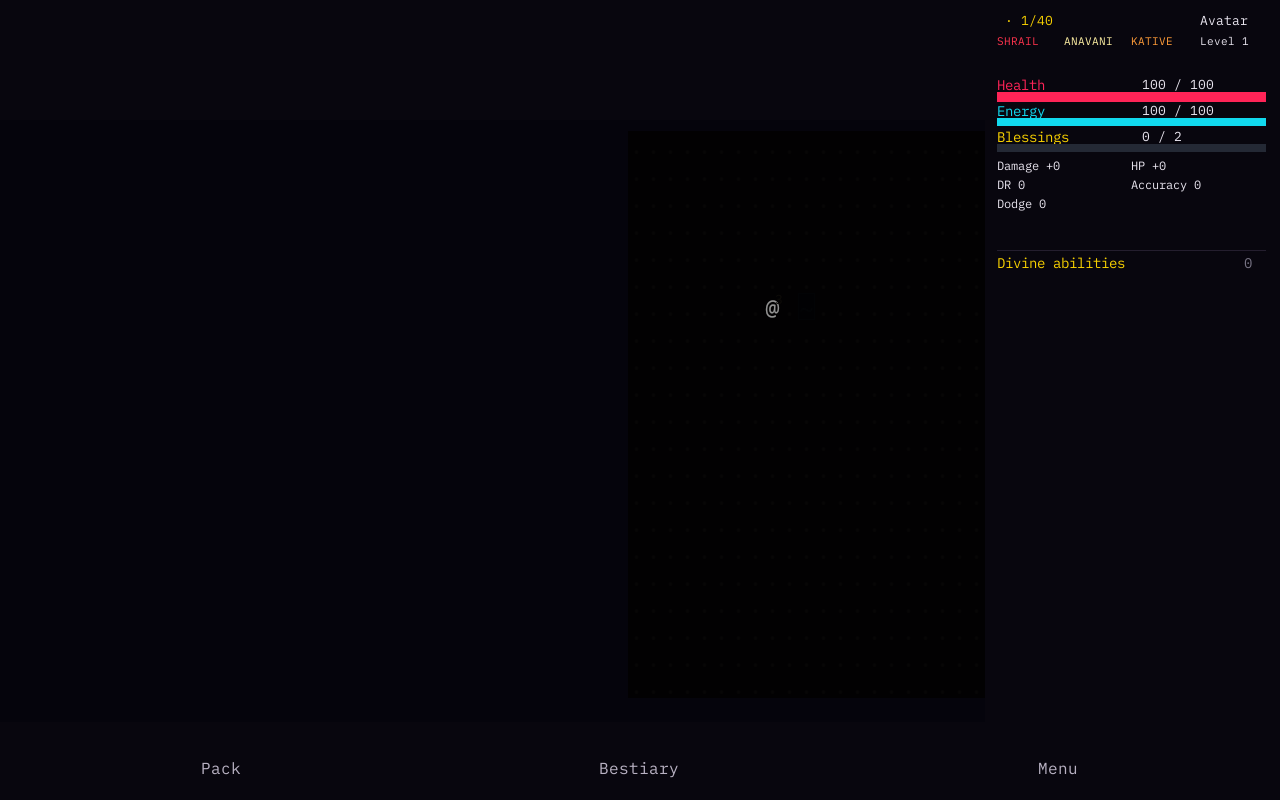 · 1/40 Avatar
SHRAIL ANAVANI KATIVE Level 1
Health 100 / 100
Energy 100 / 100
Blessings 0 / 2
Damage +0 HP +0
DR 0 Accuracy 0
Dodge 0
Divine abilities 0
@
Pack Bestiary Menu